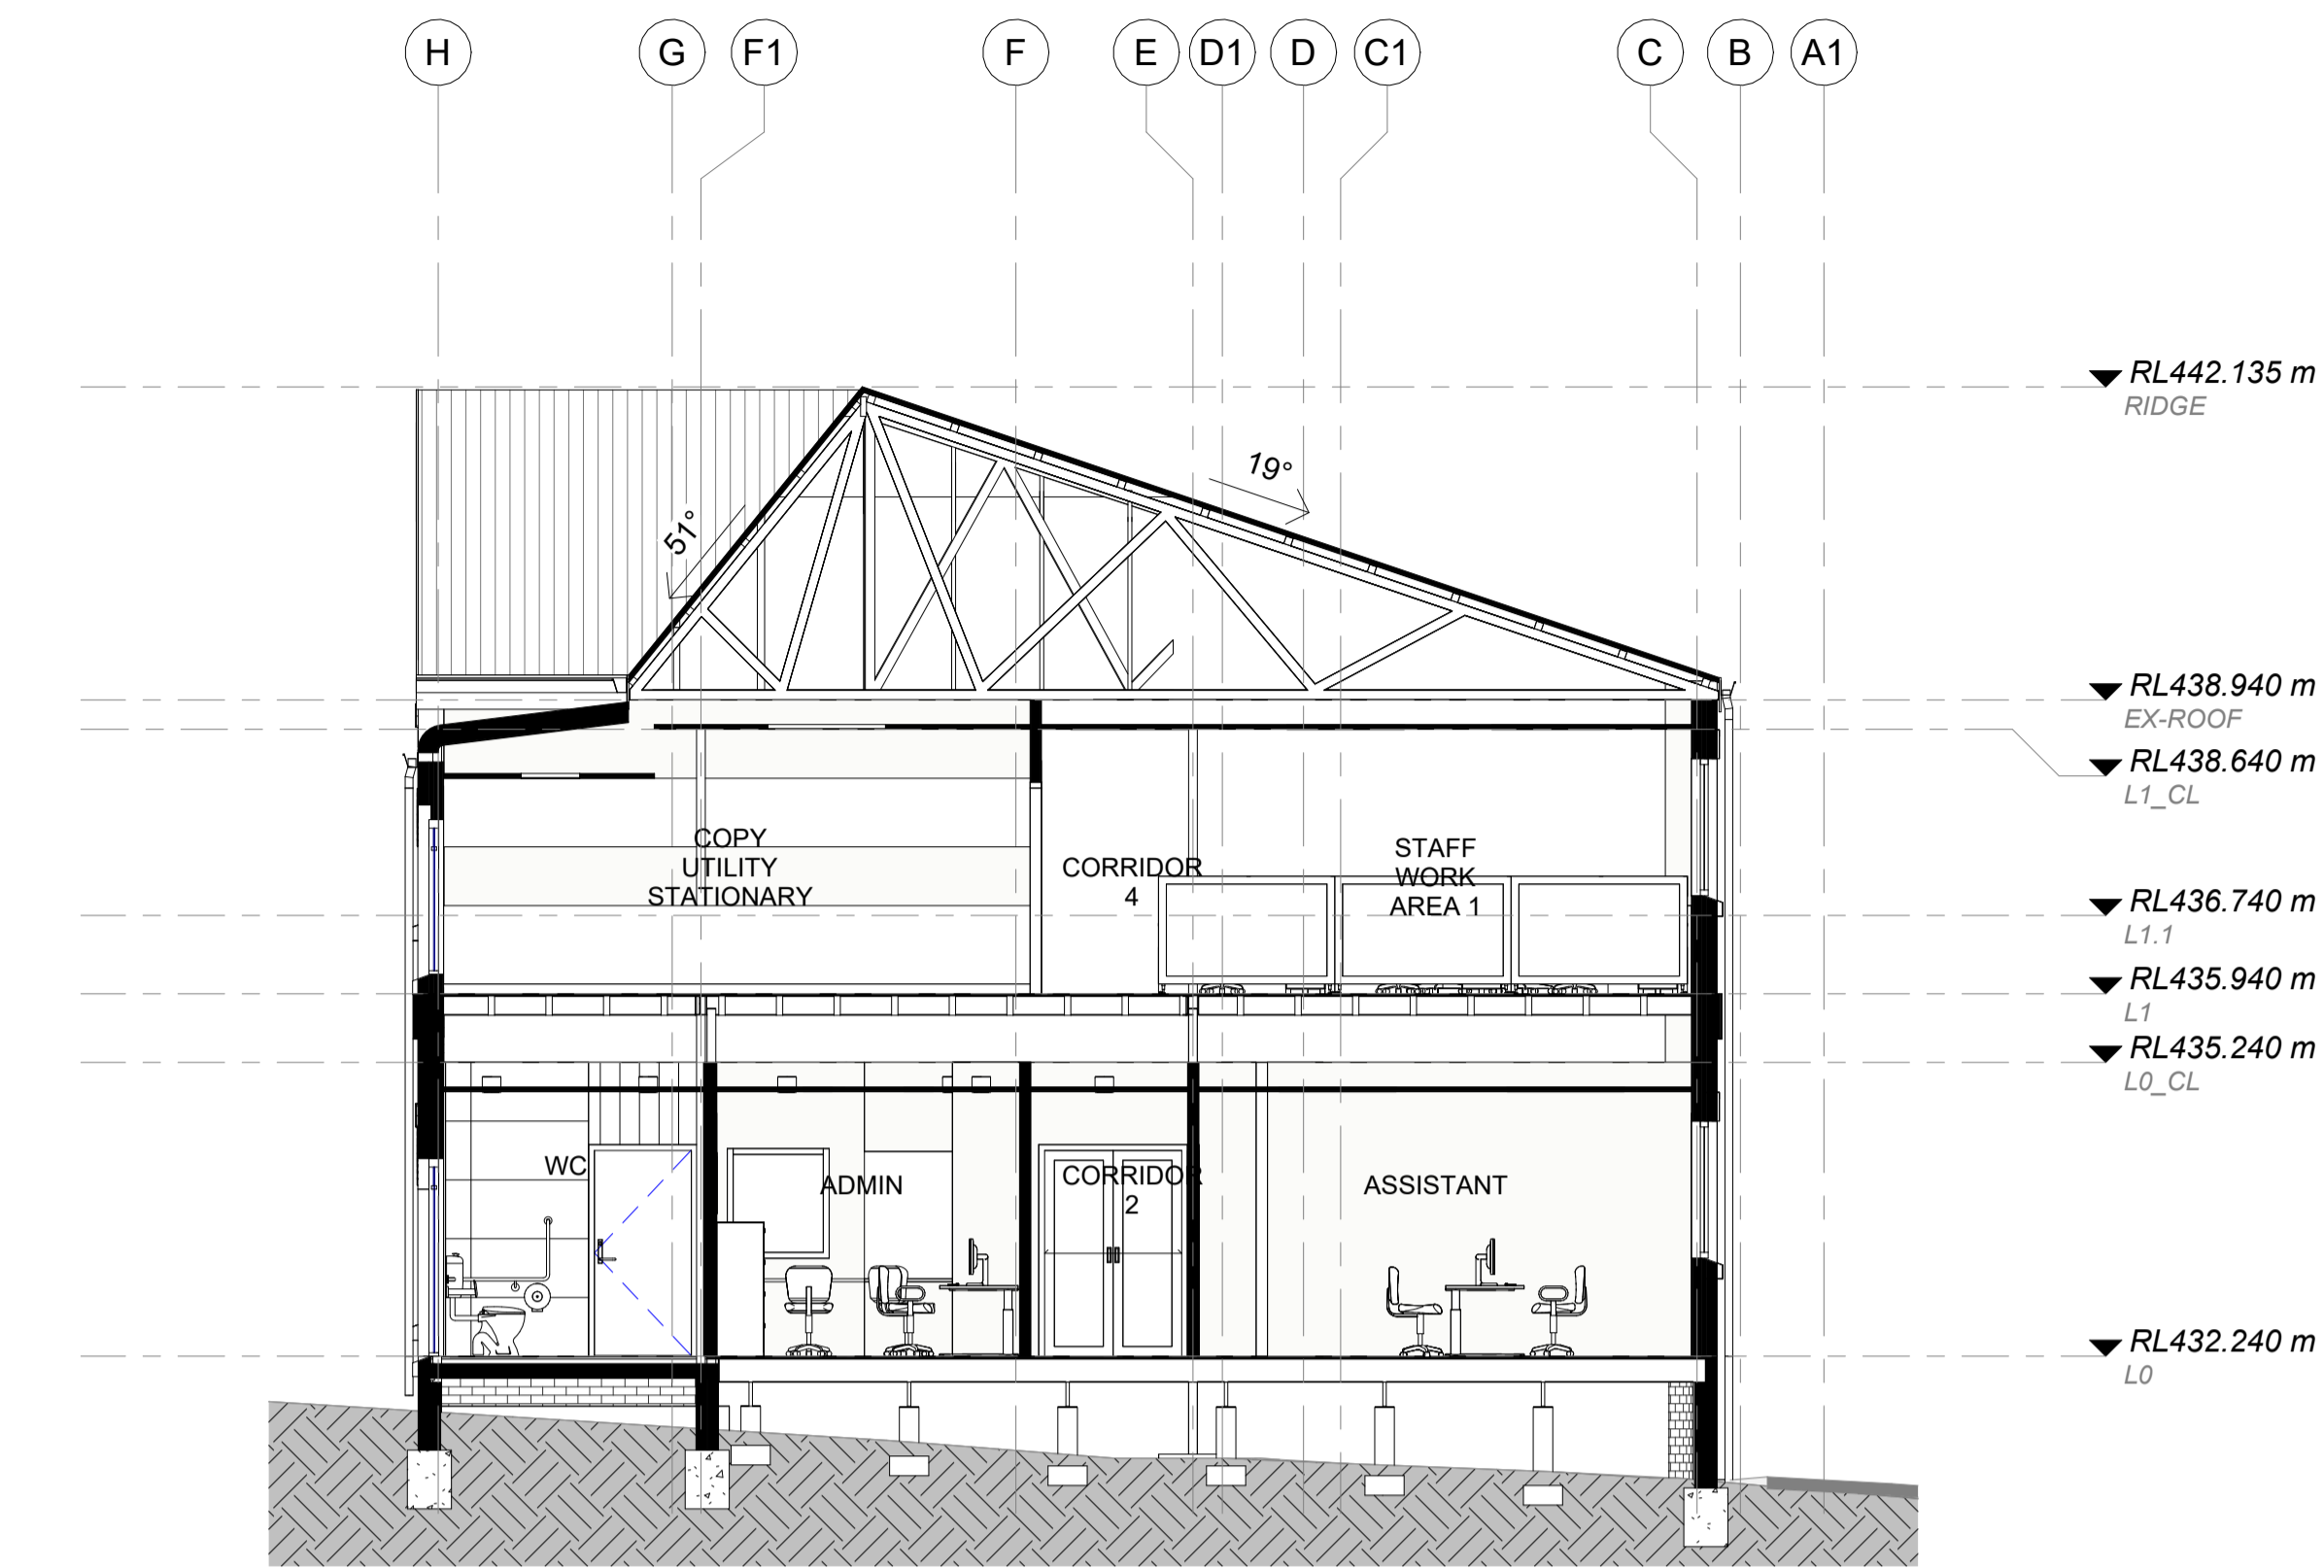 H
G
F1
F
E
D1
D
C1
C
B
A1
RL442.135 m
RIDGE
19°
51°
RL438.940 m
EX-ROOF
RL438.640 m
L1_CL
COPY
UTILITY
STATIONARY
CORRIDOR
4
STAFF
WORK
AREA 1
RL436.740 m
L1.1
RL435.940 m
L1
RL435.240 m
L0_CL
WC
ADMIN
CORRIDOR
2
ASSISTANT
RL432.240 m
L0